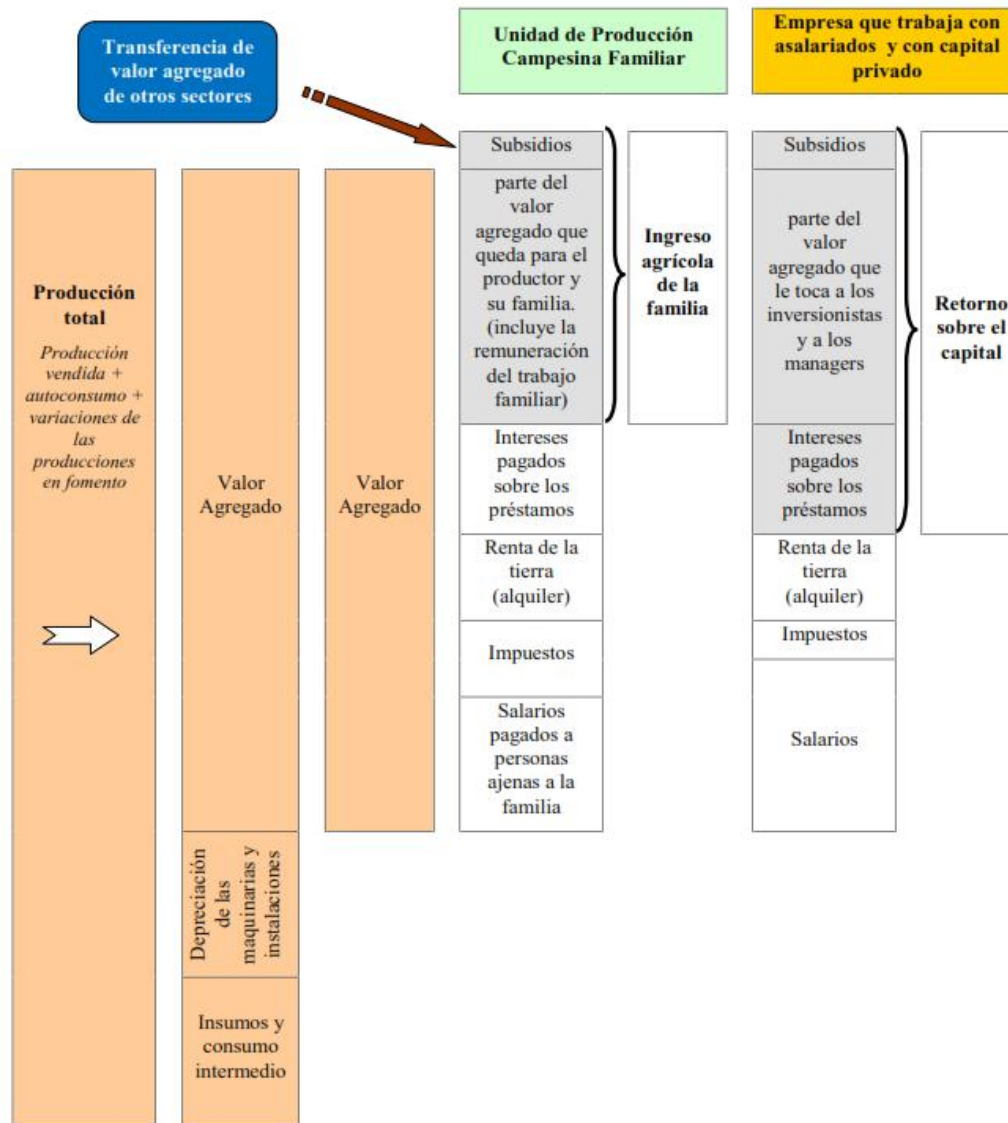 Transferencia de
valor agregado
de otros sectores
Unidad de Producción
Campesina Familiar
Empresa que trabaja con
asalariados y con capital
privado
Producción
total
Producción
vendida +
autoconsumo +
variaciones de
las
producciones
en fomento
Valor
Agregado
Depreciación
de las
maquinarias y
instalaciones
Insumos y
consumo
intermedio
Valor
Agregado
Subsidios
parte del
valor
agregado que
queda para el
productor y
su familia.
(incluye la
remuneración
del trabajo
familiar)
Intereses
pagados
sobre los
préstamos
Renta de la
tierra
(alquiler)
Impuestos
Salarios
pagados a
personas
ajenas a la
familia
Ingreso
agrícola
de la
familia
Subsidios
parte del
valor
agregado que
le toca a los
inversionistas
y a los
managers
Intereses
pagados
sobre los
préstamos
Renta de la
tierra
(alquiler)
Impuestos
Salarios
Retorno
sobre el
capital